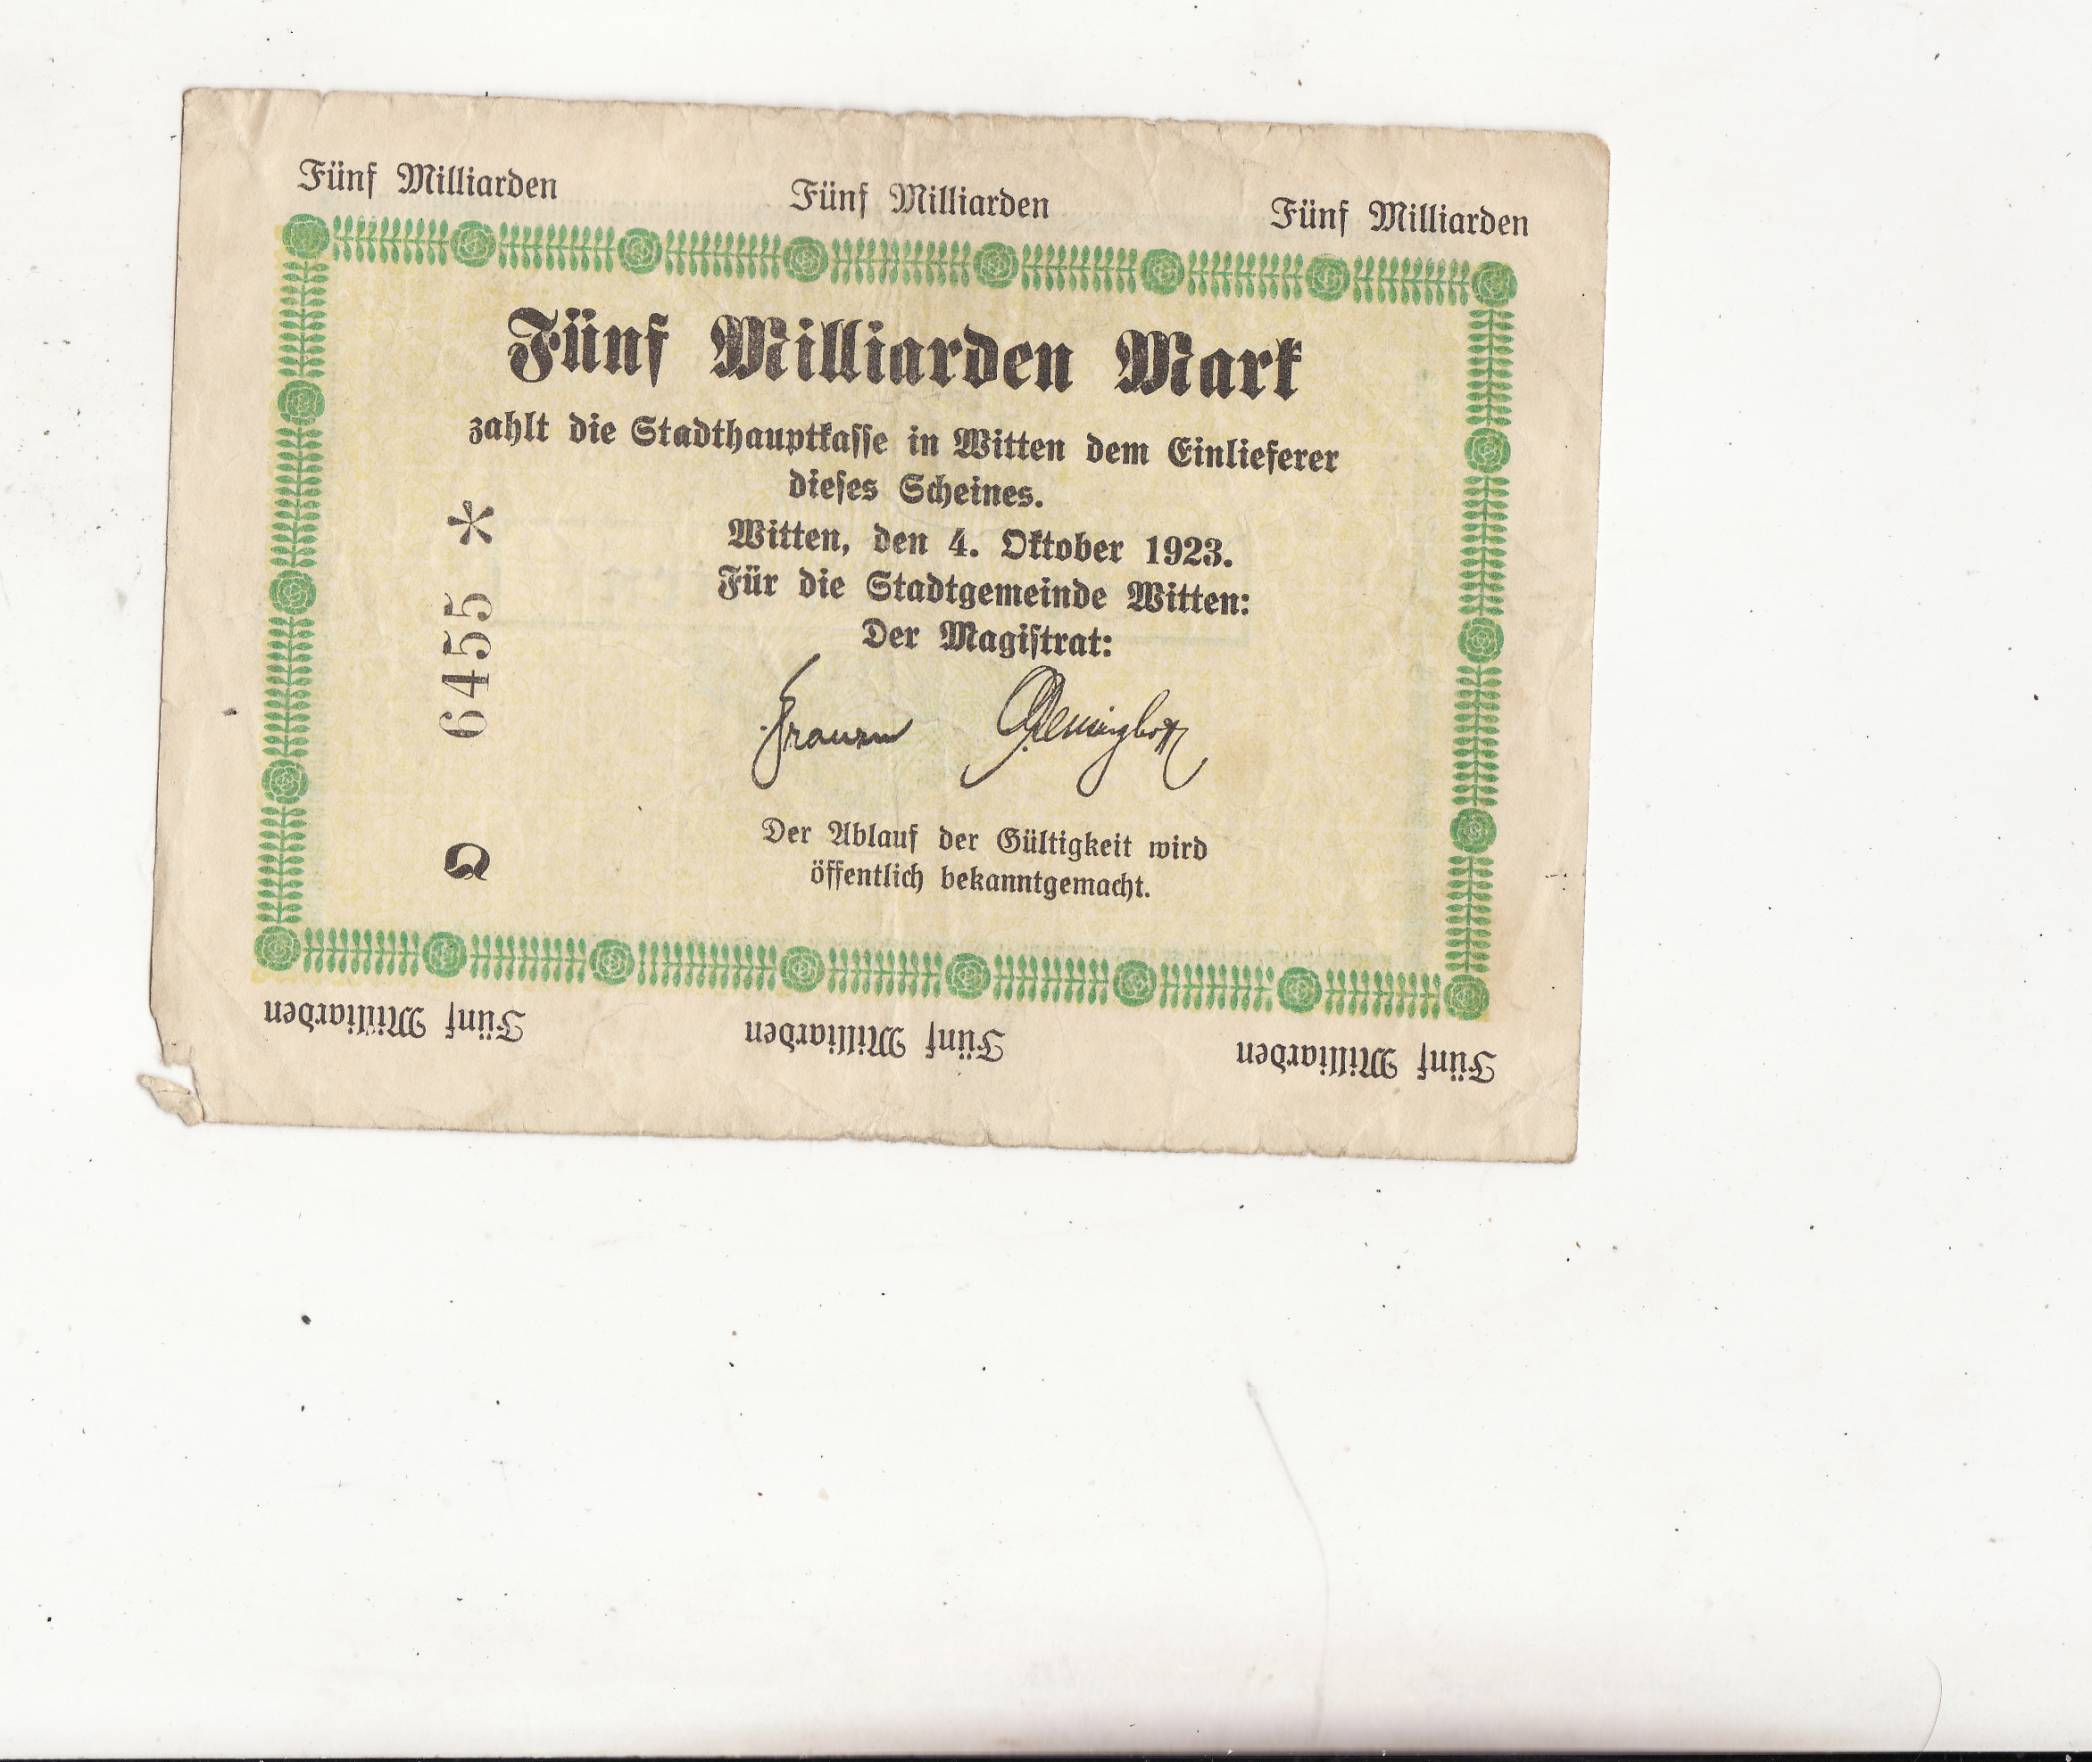 Fünf Milliarden Fünf Milliarden Fünf Milliarden
Fünf Milliarden Mark
zahlt die Stadthauptkasse in Witten dem Einlieferer
dieses Scheines.
Witten, den 4. Oktober 1923.
Für die Stadtgemeinde Witten:
Der Magistrat:
Der Ablauf der Gültigkeit wird
öffentlich bekanntgemacht.
Q 6455 *
Fünf Milliarden Fünf Milliarden Fünf Milliarden